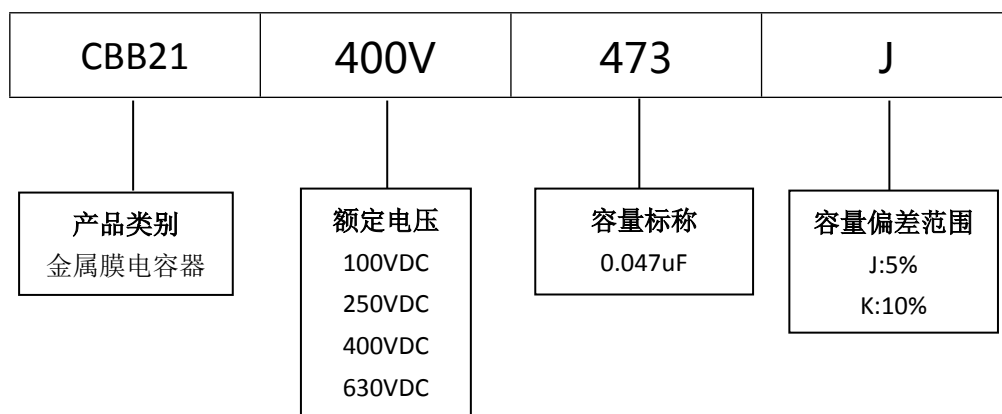 CBB21 400V 473 J
产品类别
金属膜电容器
额定电压
100VDC
250VDC
400VDC
630VDC
容量标称
0.047uF
容量偏差范围
J:5%
K:10%